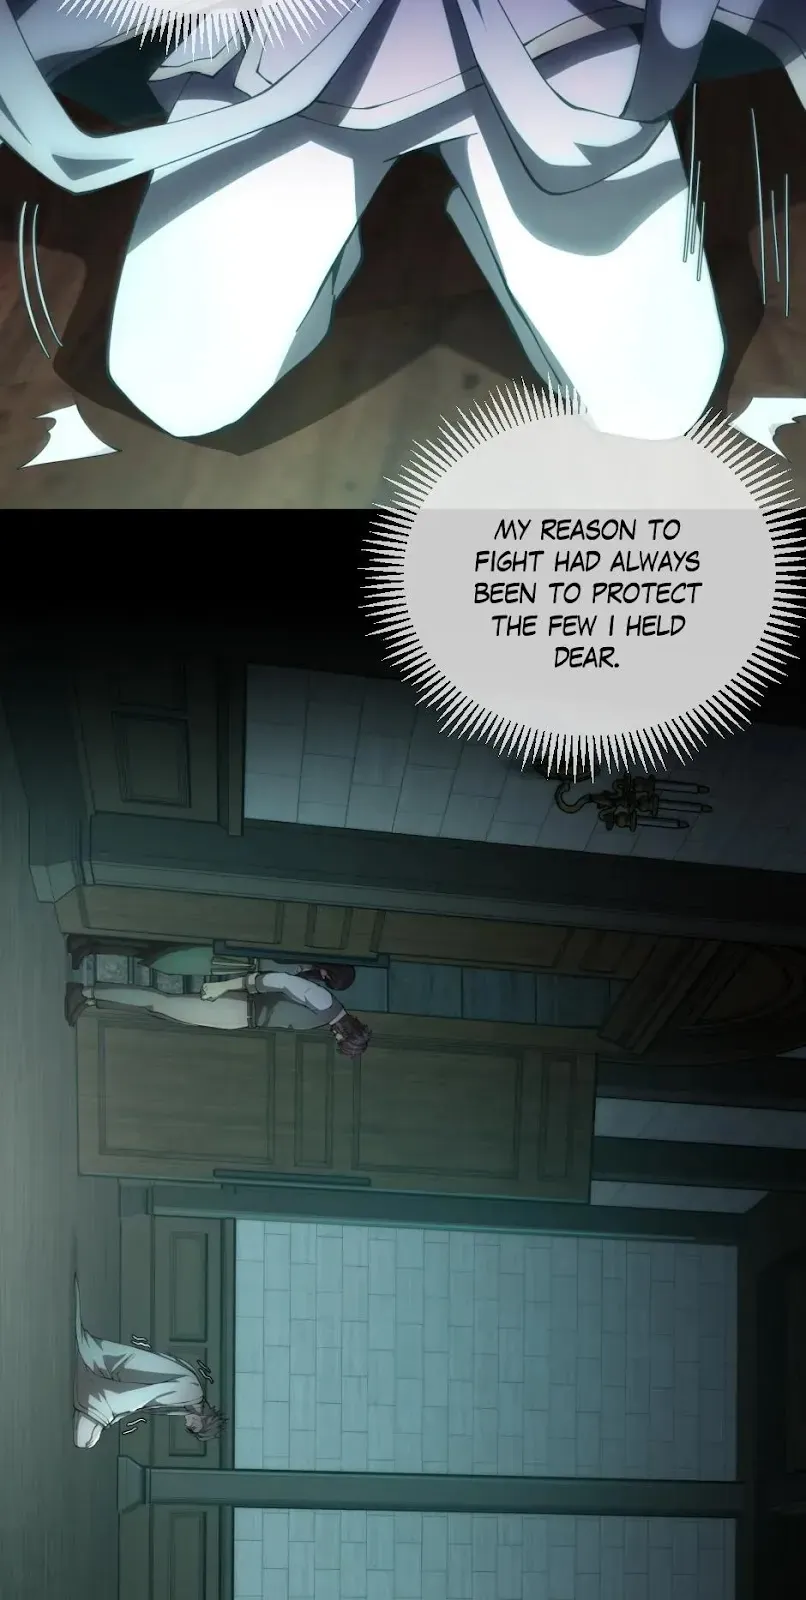 MY REASON TO
FIGHT HAD ALWAYS
BEEN TO PROTECT
THE FEW I HELD
DEAR.